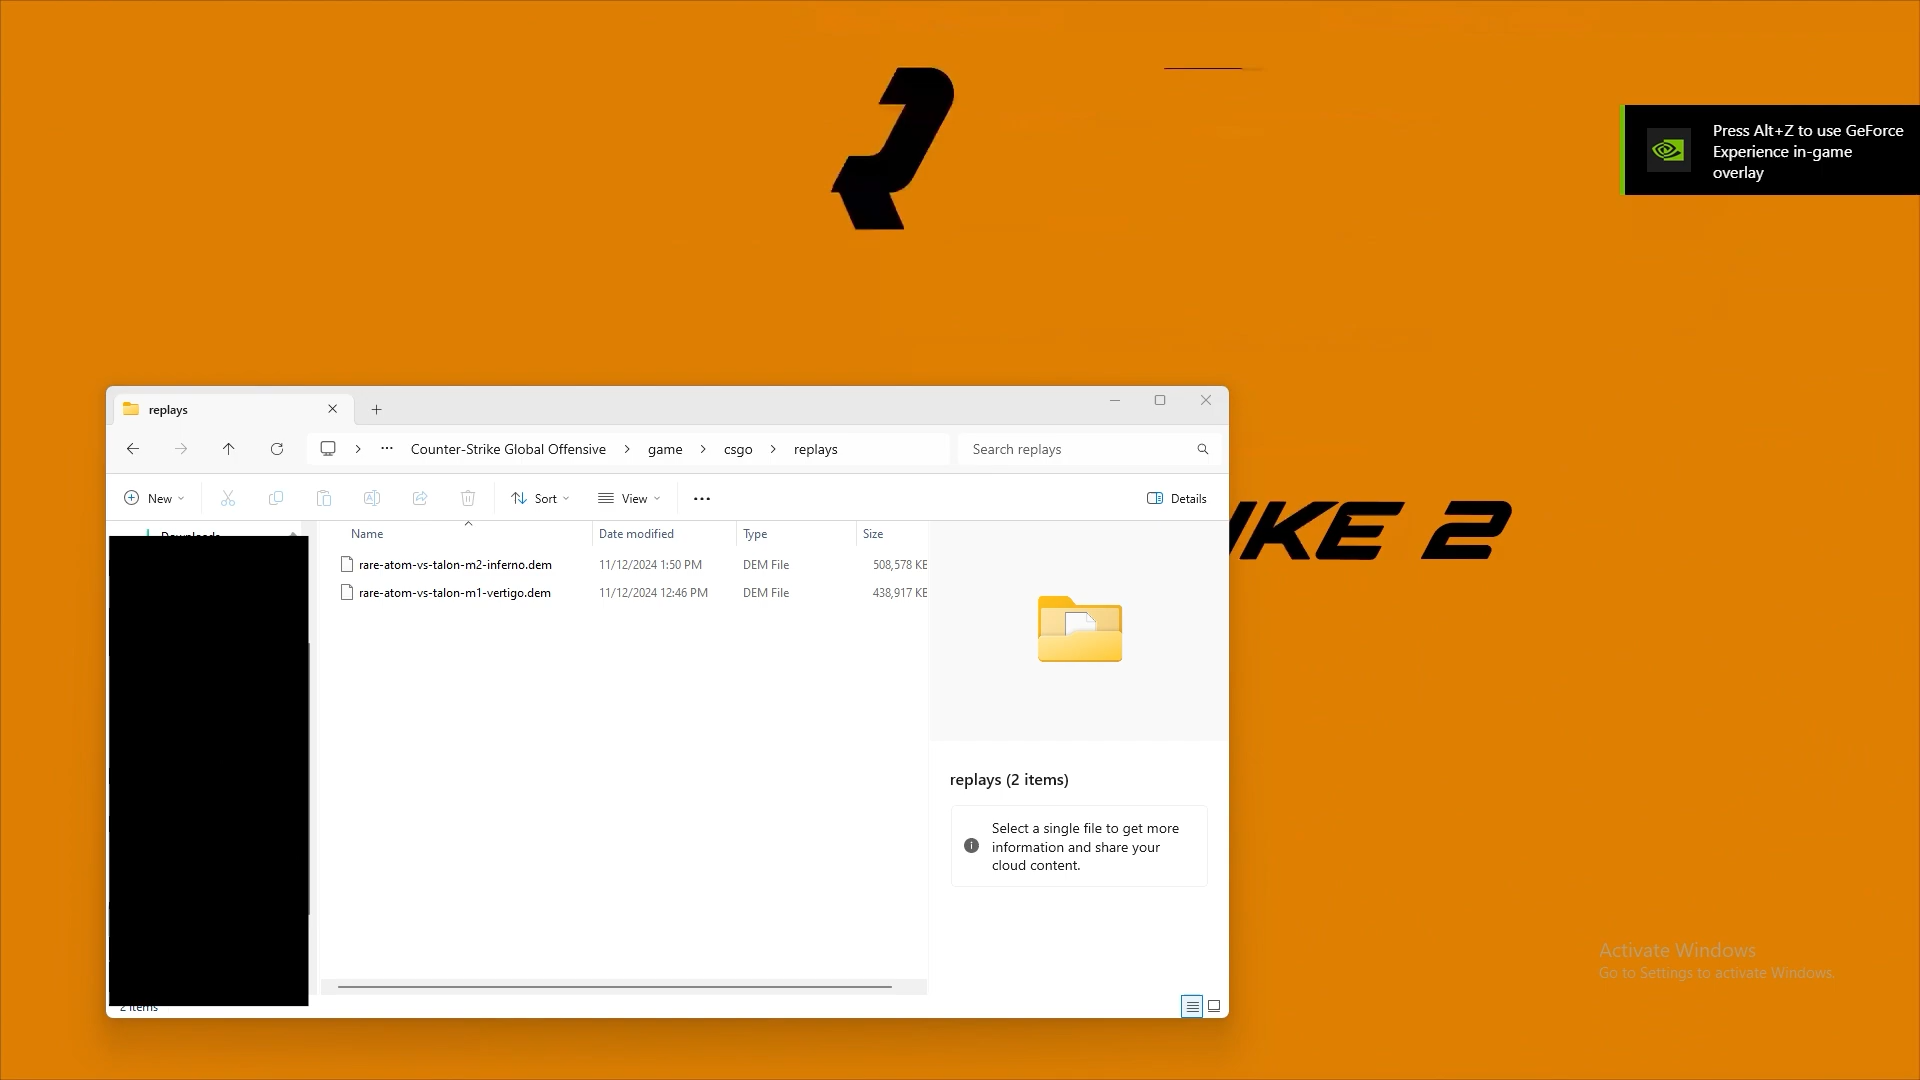 Press Alt+Z to use GeForce
Experience in-game
overlay
replays
Counter-Strike Global Offensive
game
csgo
replays
Search replays
New
Sort
View
Details
Downloads
Name
Date modified
Type
Size
rare-atom-vs-talon-m2-inferno.dem
11/12/2024 1:50 PM
DEM File
508,578 KB
rare-atom-vs-talon-m1-vertigo.dem
11/12/2024 12:46 PM
DEM File
438,917 KB
IKE 2
replays (2 items)
Select a single file to get more
information and share your
cloud content.
Activate Windows
Go to Settings to activate Windows.
2 items